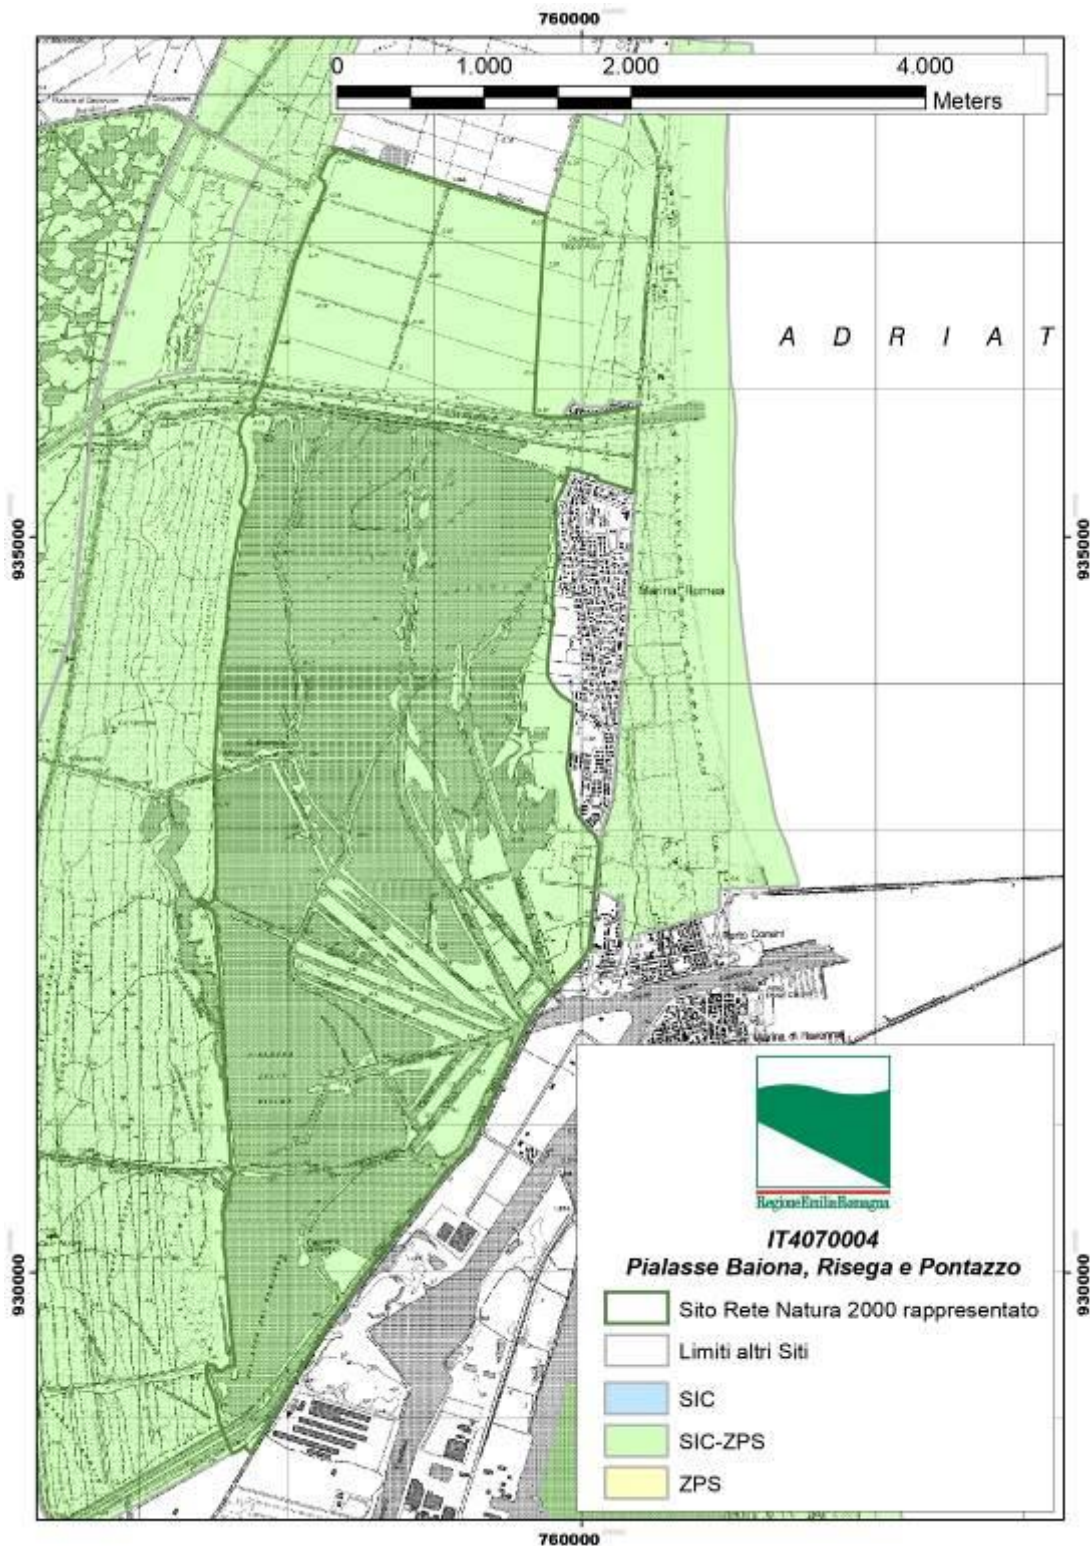 760000
0 1.000 2.000 4.000
Meters
A D R I A T
935000
935000
Marina Romea
Porto Corsini
Marina di Ravenna
RegioneEmiliaRomagna
IT4070004
Pialasse Baiona, Risega e Pontazzo
Sito Rete Natura 2000 rappresentato
Limiti altri Siti
SIC
SIC-ZPS
ZPS
930000
930000
760000